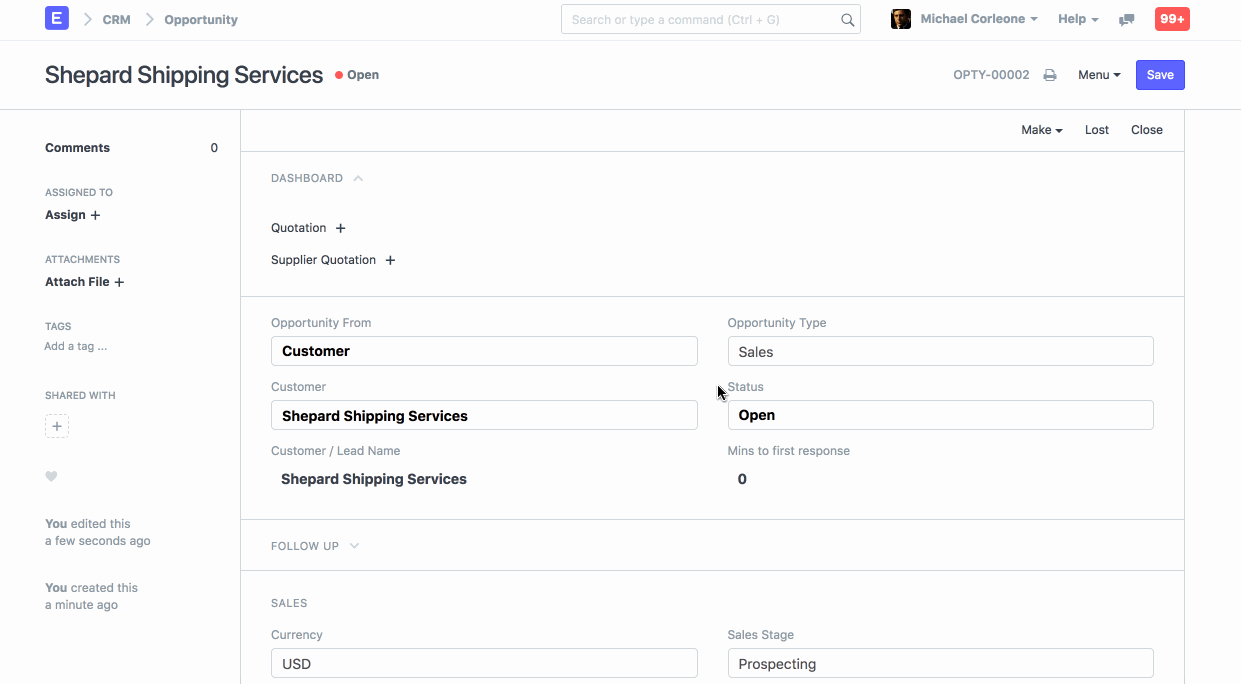 E CRM Opportunity Search or type a command (Ctrl + G) Michael Corleone Help 99+
Shepard Shipping Services Open OPTY-00002 Menu Save
Make Lost Close
Comments 0
ASSIGNED TO
Assign +
ATTACHMENTS
Attach File +
TAGS
Add a tag ...
SHARED WITH
+
You edited this
a few seconds ago
You created this
a minute ago
DASHBOARD
Quotation +
Supplier Quotation +
Opportunity From
Customer
Customer
Shepard Shipping Services
Customer / Lead Name
Shepard Shipping Services
Opportunity Type
Sales
Status
Open
Mins to first response
0
FOLLOW UP
SALES
Currency
USD
Sales Stage
Prospecting